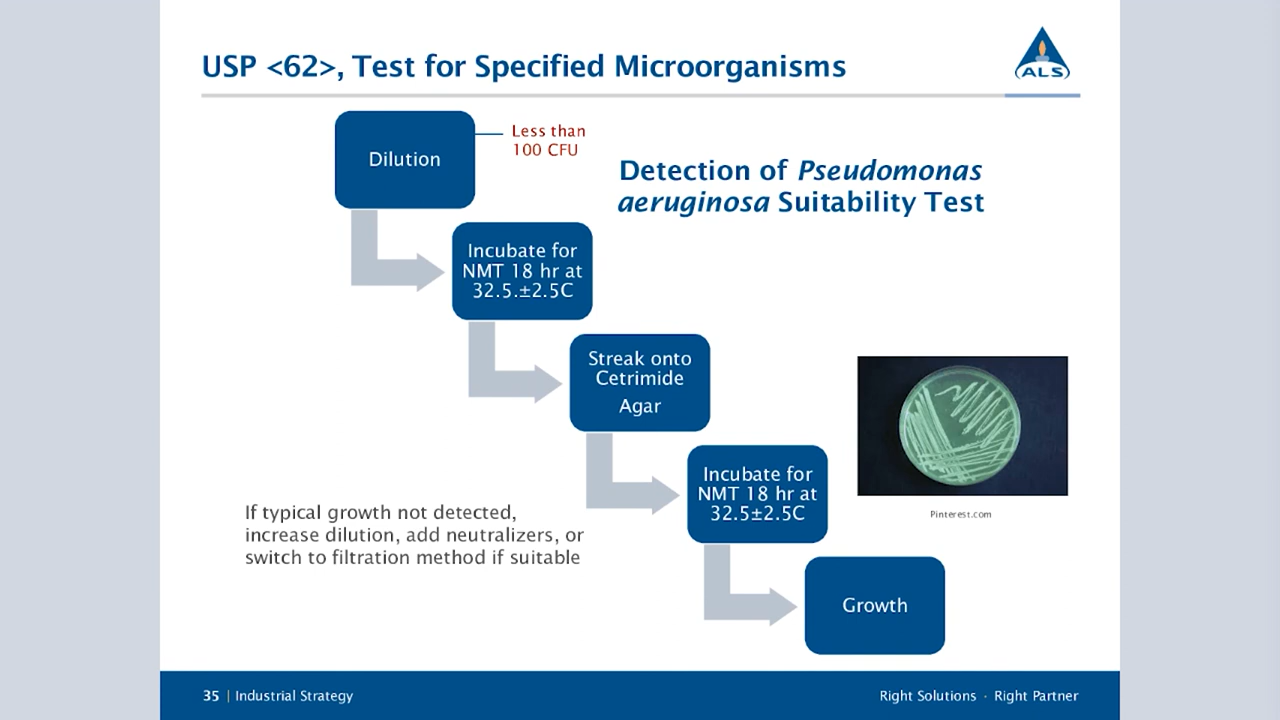 USP <62>, Test for Specified Microorganisms
ALS
Dilution
Less than
100 CFU
Detection of Pseudomonas
aeruginosa Suitability Test
Incubate for
NMT 18 hr at
32.5.±2.5C
Streak onto
Cetrimide
Agar
Incubate for
NMT 18 hr at
32.5±2.5C
Pinterest.com
If typical growth not detected,
increase dilution, add neutralizers, or
switch to filtration method if suitable
Growth
35 | Industrial Strategy
Right Solutions · Right Partner